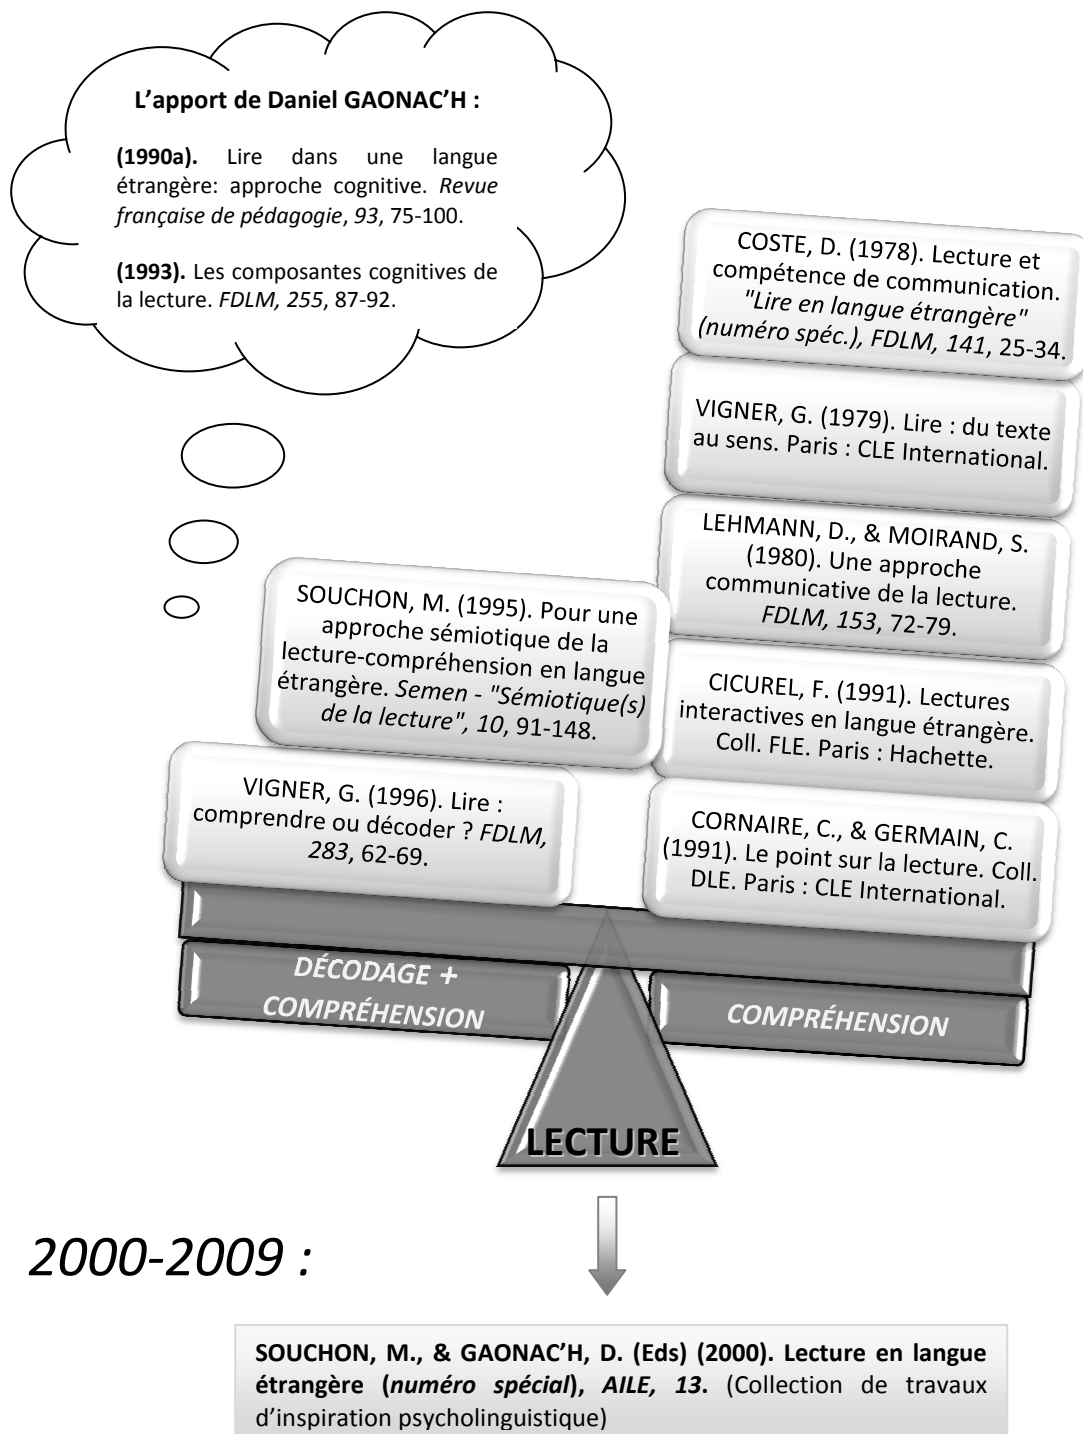 L’apport de Daniel GAONAC’H :
(1990a). Lire dans une langue
étrangère: approche cognitive. Revue
française de pédagogie, 93, 75-100.
(1993). Les composantes cognitives de
la lecture. FDLM, 255, 87-92.
COSTE, D. (1978). Lecture et
compétence de communication.
"Lire en langue étrangère"
(numéro spéc.), FDLM, 141, 25-34.
VIGNER, G. (1979). Lire : du texte
au sens. Paris : CLE International.
LEHMANN, D., & MOIRAND, S.
(1980). Une approche
communicative de la lecture.
FDLM, 153, 72-79.
SOUCHON, M. (1995). Pour une
approche sémiotique de la
lecture-compréhension en langue
étrangère. Semen - "Sémiotique(s)
de la lecture", 10, 91-148.
CICUREL, F. (1991). Lectures
interactives en langue étrangère.
Coll. FLE. Paris : Hachette.
VIGNER, G. (1996). Lire :
comprendre ou décoder ? FDLM,
283, 62-69.
CORNAIRE, C., & GERMAIN, C.
(1991). Le point sur la lecture. Coll.
DLE. Paris : CLE International.
DÉCODAGE +
COMPRÉHENSION
COMPRÉHENSION
LECTURE
2000-2009 :
SOUCHON, M., & GAONAC’H, D. (Eds) (2000). Lecture en langue
étrangère (numéro spécial), AILE, 13. (Collection de travaux
d’inspiration psycholinguistique)